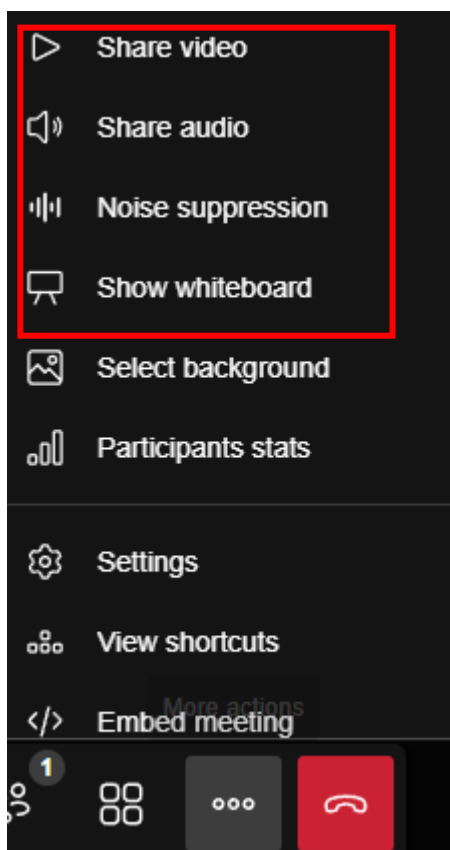 Share video
Share audio
Noise suppression
Show whiteboard
Select background
Participants stats
Settings
View shortcuts
More actions
Embed meeting
1